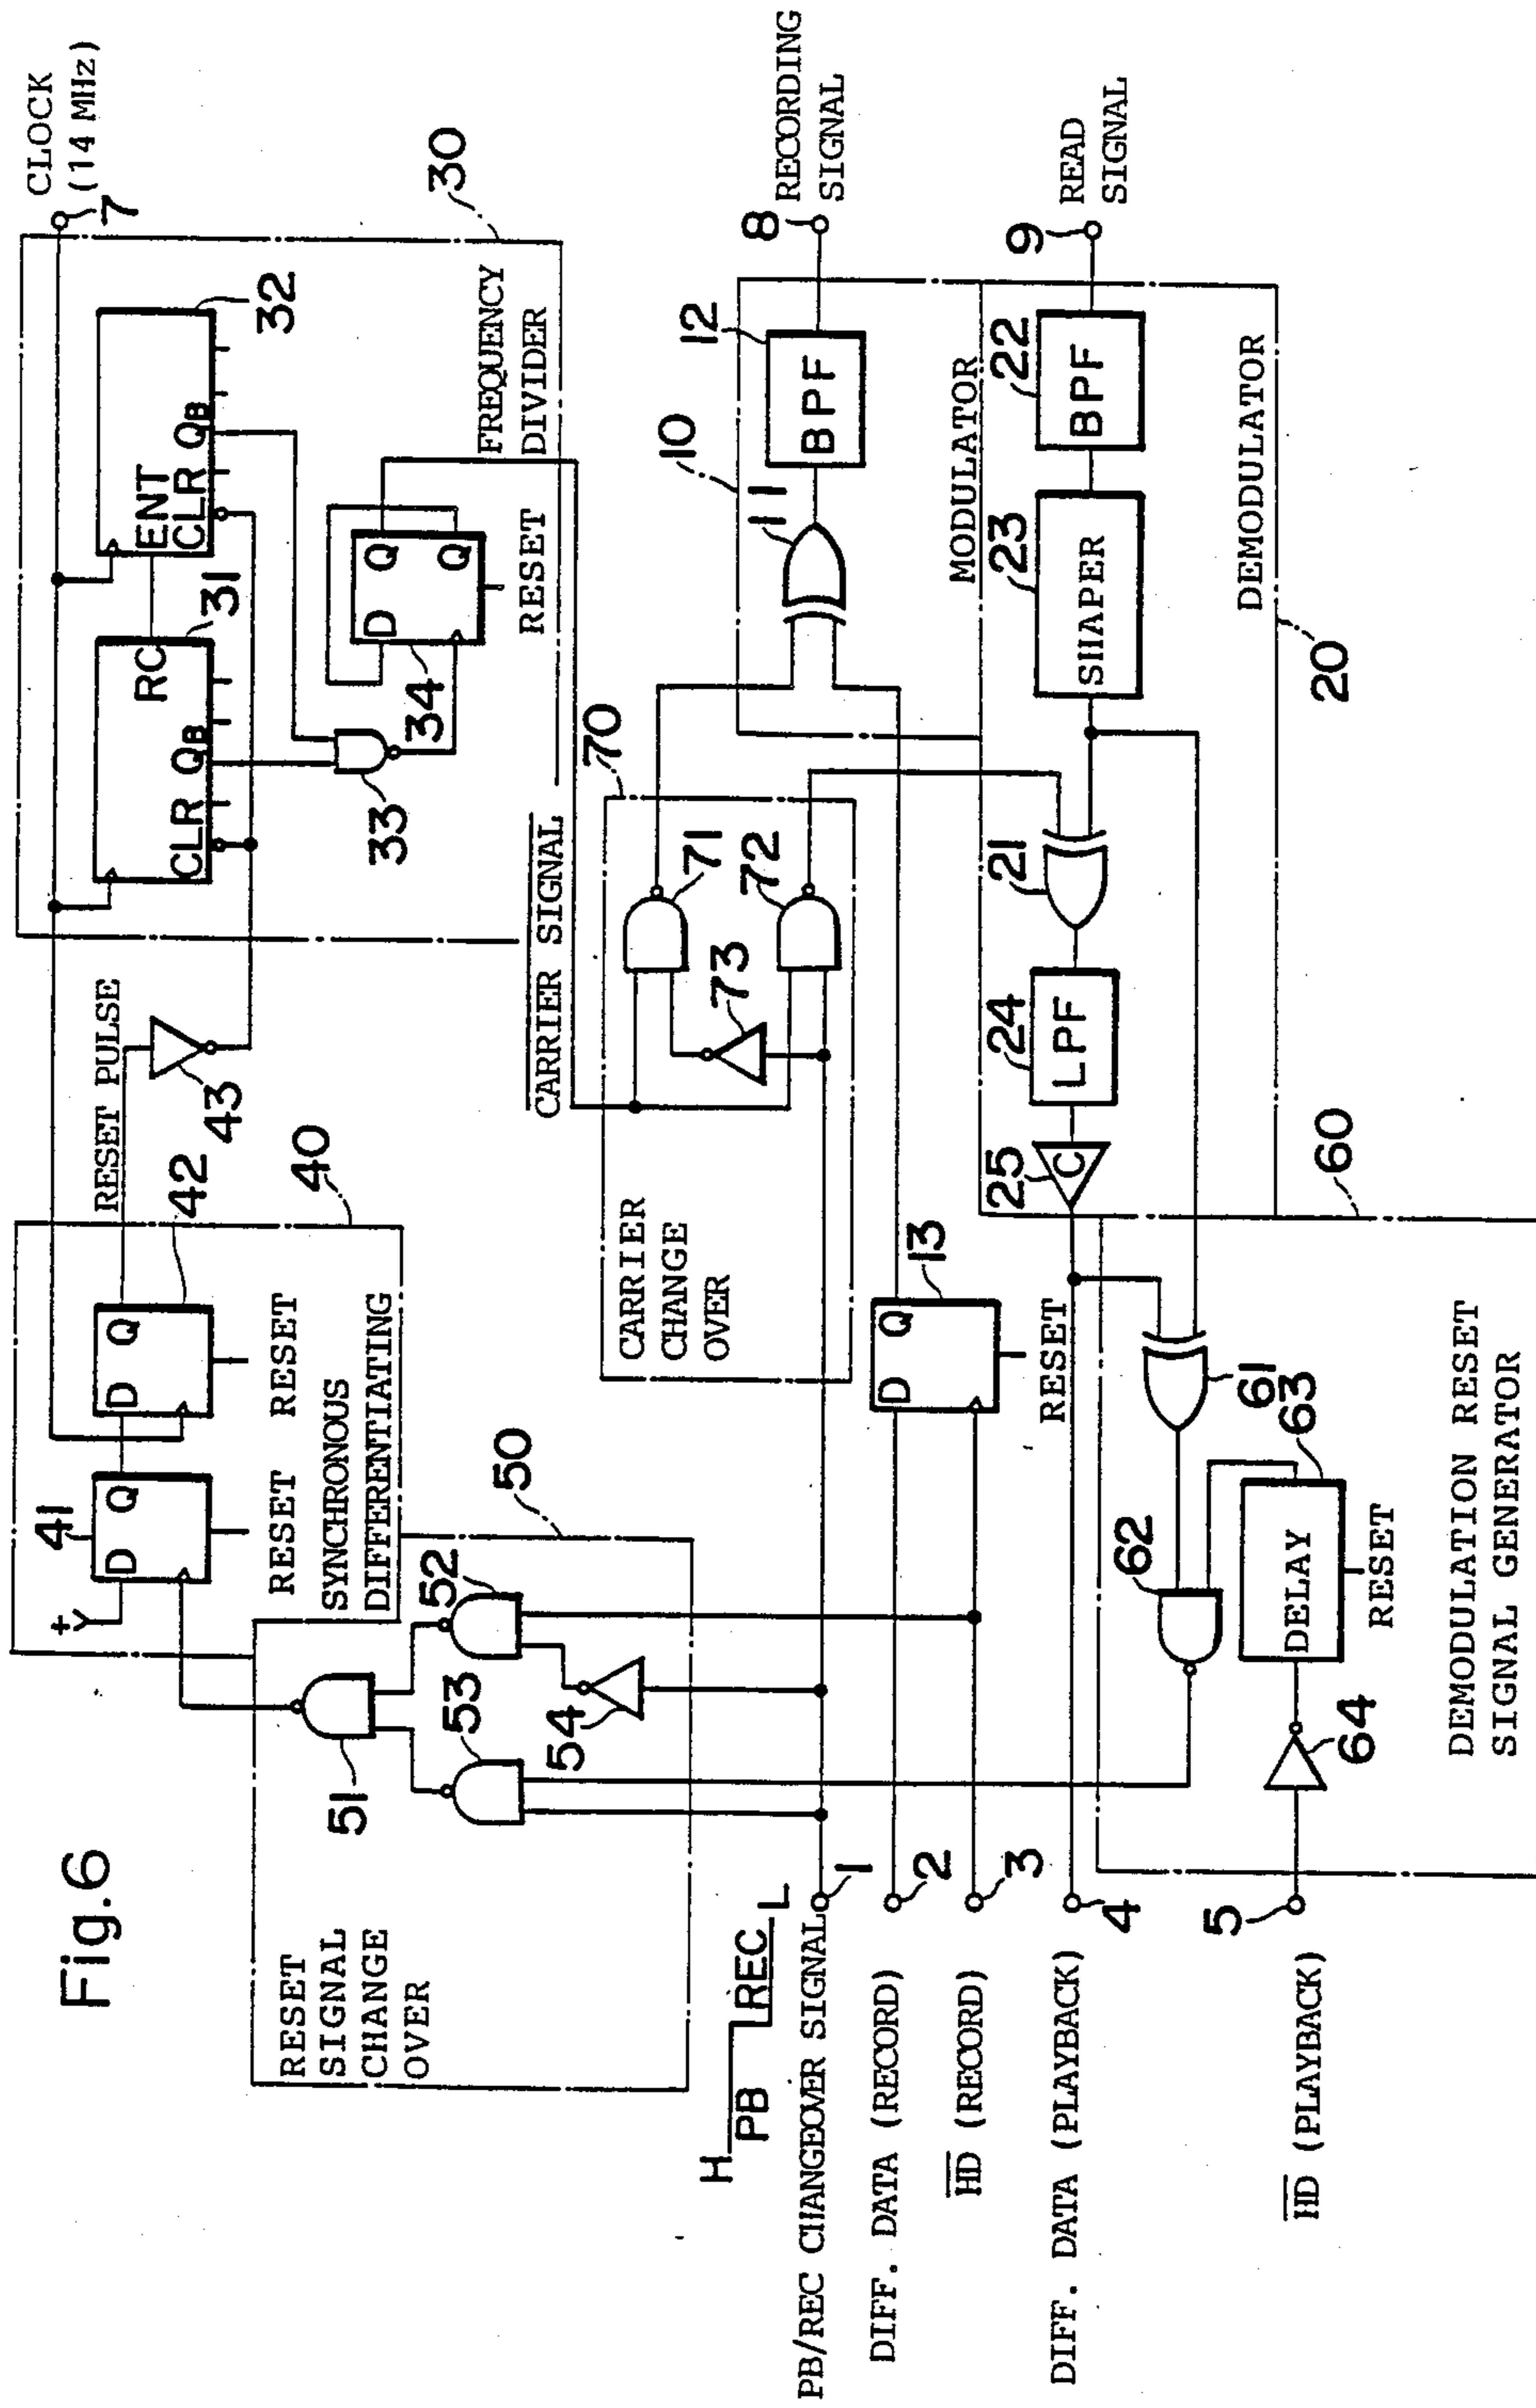 Fig.6
RESET
SIGNAL
CHANGE
OVER
50
51
52
53
54
+V
41
D Q
RESET
42
D Q
RESET
SYNCHRONOUS
DIFFERENTIATING
40
RESET PULSE
43
CLOCK
(14 MHz)
7
30
31
RC
CLR QB
32
ENT
CLR QB
33
34
D Q
Q
RESET
FREQUENCY
DIVIDER
CARRIER SIGNAL
70
71
72
73
CARRIER
CHANGE
OVER
H PB REC L
PB/REC CHANGEOVER SIGNAL
1
DIFF. DATA (RECORD)
2
HD (RECORD)
3
DIFF. DATA (PLAYBACK)
4
HD (PLAYBACK)
5
13
D Q
RESET
10
11
12
BPF
MODULATOR
8
RECORDING
SIGNAL
9
READ
SIGNAL
22
BPF
23
SHAPER
21
24
LPF
25
C
DEMODULATOR
20
60
61
62
63
DELAY
RESET
64
DEMODULATION RESET
SIGNAL GENERATOR